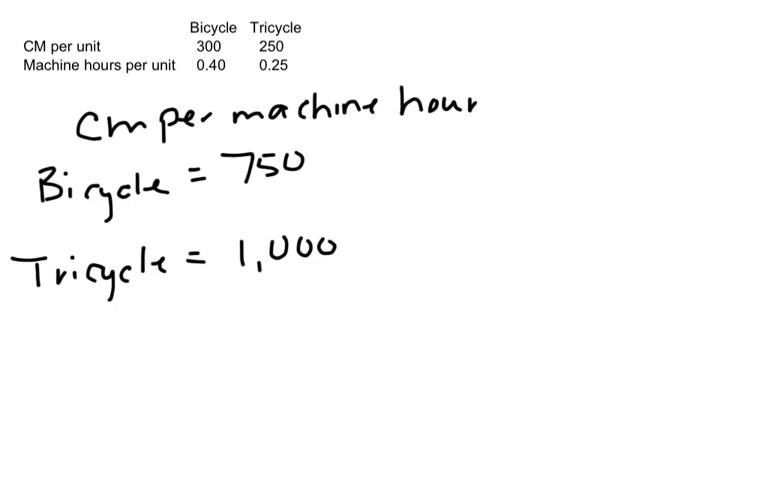 Bicycle Tricycle
CM per unit 300 250
Machine hours per unit 0.40 0.25
CM per machine hour
Bicycle = 750
Tricycle = 1,000